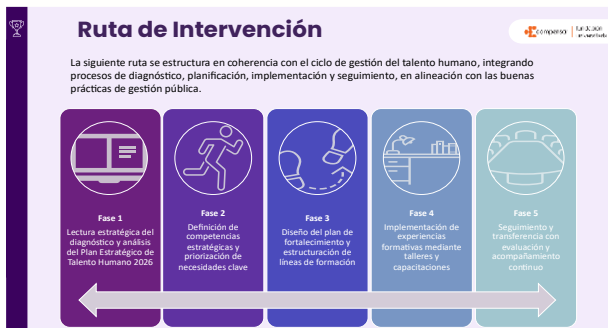 Ruta de Intervención
compensar
fundación
universitaria
La siguiente ruta se estructura en coherencia con el ciclo de gestión del talento humano, integrando
procesos de diagnóstico, planificación, implementación y seguimiento, en alineación con las buenas
prácticas de gestión pública.
Fase 1
Lectura estratégica del
diagnóstico y análisis
del Plan Estratégico de
Talento Humano 2026
Fase 2
Definición de
competencias
estratégicas y
priorización de
necesidades clave
Fase 3
Diseño del plan de
fortalecimiento y
estructuración de
líneas de formación
Fase 4
Implementación de
experiencias
formativas mediante
talleres y
capacitaciones
Fase 5
Seguimiento y
transferencia con
evaluación y
acompañamiento
continuo